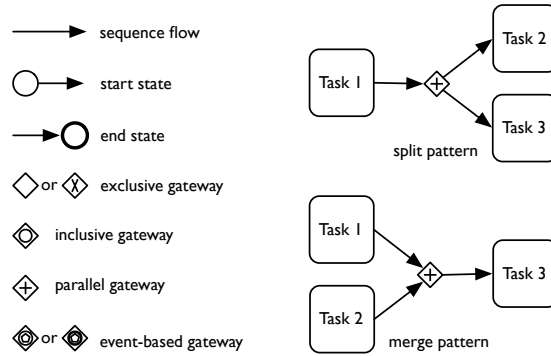 sequence flow
start state
end state
or exclusive gateway
inclusive gateway
parallel gateway
or event-based gateway
Task 1
Task 2
Task 3
split pattern
Task 1
Task 2
Task 3
merge pattern